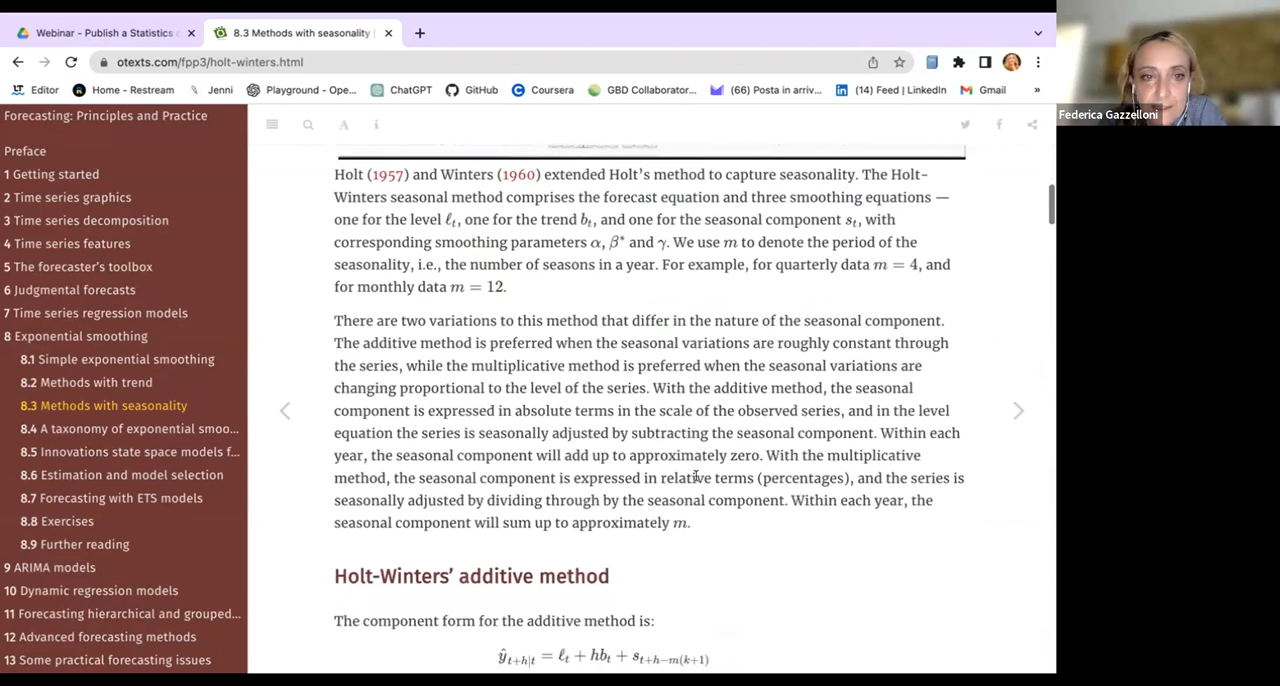 Webinar - Publish a Statistics
8.3 Methods with seasonality
otexts.com/fpp3/holt-winters.html
Editor
Home - Restream
Jenni
Playground - Ope...
ChatGPT
GitHub
Coursera
GBD Collaborator...
(66) Posta in arriv...
(14) Feed | LinkedIn
Gmail
»
Federica Gazzelloni
Forecasting: Principles and Practice
Preface
1 Getting started
2 Time series graphics
3 Time series decomposition
4 Time series features
5 The forecaster's toolbox
6 Judgmental forecasts
7 Time series regression models
8 Exponential smoothing
8.1 Simple exponential smoothing
8.2 Methods with trend
8.3 Methods with seasonality
8.4 A taxonomy of exponential smoo...
8.5 Innovations state space models f...
8.6 Estimation and model selection
8.7 Forecasting with ETS models
8.8 Exercises
8.9 Further reading
9 ARIMA models
10 Dynamic regression models
11 Forecasting hierarchical and grouped...
12 Advanced forecasting methods
13 Some practical forecasting issues
Holt (1957) and Winters (1960) extended Holt's method to capture seasonality. The Holt-
Winters seasonal method comprises the forecast equation and three smoothing equations —
one for the level ℓₜ, one for the trend bₜ, and one for the seasonal component sₜ, with
corresponding smoothing parameters α, β* and γ. We use m to denote the period of the
seasonality, i.e., the number of seasons in a year. For example, for quarterly data m = 4, and
for monthly data m = 12.
There are two variations to this method that differ in the nature of the seasonal component.
The additive method is preferred when the seasonal variations are roughly constant through
the series, while the multiplicative method is preferred when the seasonal variations are
changing proportional to the level of the series. With the additive method, the seasonal
component is expressed in absolute terms in the scale of the observed series, and in the level
equation the series is seasonally adjusted by subtracting the seasonal component. Within each
year, the seasonal component will add up to approximately zero. With the multiplicative
method, the seasonal component is expressed in relative terms (percentages), and the series is
seasonally adjusted by dividing through by the seasonal component. Within each year, the
seasonal component will sum up to approximately m.
Holt-Winters' additive method
The component form for the additive method is:
ŷ_{t+h|t} = ℓₜ + hbₜ + s_{t+h−m(k+1)}